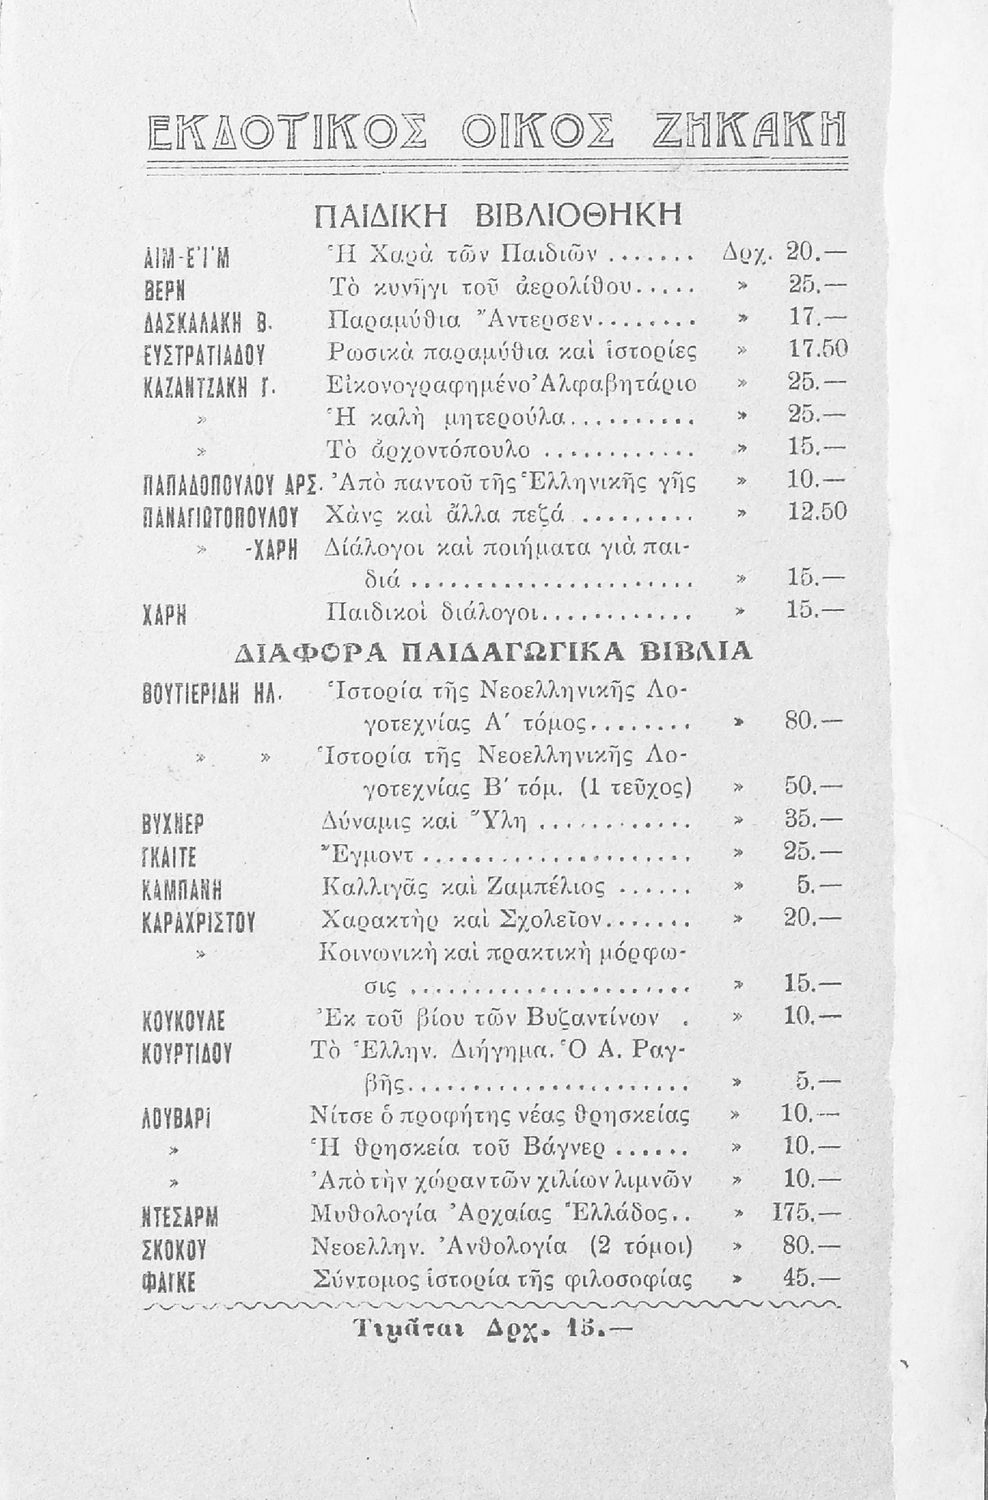 ΕΚΔΟΤΙΚΟΣ ΟΙΚΟΣ ΖΗΚΑΚΗ
ΠΑΙΔΙΚΗ ΒΙΒΛΙΟΘΗΚΗ
ΑΙΜ-ΕΪΜ Ἡ Χαρὰ τῶν Παιδιῶν ....... Δρχ. 20.—
ΒΕΡΝ Τὸ κυνῆγι τοῦ ἀερολίθου..... » 25.—
ΔΑΣΚΑΛΑΚΗ Β. Παραμύθια Ἄντερσεν........ » 17.—
ΕΥΣΤΡΑΤΙΑΔΟΥ Ρωσικὰ παραμύθια καὶ ἱστορίες » 17.50
ΚΑΖΑΝΤΖΑΚΗ Γ. Εἰκονογραφημένο Ἀλφαβητάριο » 25.—
» Ἡ καλὴ μητερούλα.......... » 25.—
» Τὸ ἀρχοντόπουλο ............ » 15.—
ΠΑΠΑΔΟΠΟΥΛΟΥ ΑΡΣ. Ἀπὸ παντοῦ τῆς Ἑλληνικῆς γῆς » 10.—
ΠΑΝΑΓΙΩΤΟΠΟΥΛΟΥ Χὰνς καὶ ἄλλα πεζά ......... » 12.50
» -ΧΑΡΗ Διάλογοι καὶ ποιήματα γιὰ παι-
διά ...................... » 15.—
ΧΑΡΗ Παιδικοὶ διάλογοι............ » 15.—
ΔΙΑΦΟΡΑ ΠΑΙΔΑΓΩΓΙΚΑ ΒΙΒΛΙΑ
ΒΟΥΤΙΕΡΙΔΗ ΗΛ. Ἱστορία τῆς Νεοελληνικῆς Λο-
γοτεχνίας Α' τόμος........ » 80.—
» » Ἱστορία τῆς Νεοελληνικῆς Λο-
γοτεχνίας Β' τόμ. (1 τεῦχος) » 50.—
ΒΥΧΝΕΡ Δύναμις καὶ Ὕλη ............ » 35.—
ΓΚΑΙΤΕ Ἔγμοντ ..................... » 25.—
ΚΑΜΠΑΝΗ Καλλιγᾶς καὶ Ζαμπέλιος ...... » 5.—
ΚΑΡΑΧΡΙΣΤΟΥ Χαρακτὴρ καὶ Σχολεῖον....... » 20.—
» Κοινωνικὴ καὶ πρακτικὴ μόρφω-
σις ...................... » 15.—
ΚΟΥΚΟΥΛΕ Ἐκ τοῦ βίου τῶν Βυζαντίνων . » 10.—
ΚΟΥΡΤΙΔΟΥ Τὸ Ἑλλην. Διήγημα. Ὁ Α. Ραγ-
βῆς...................... » 5.—
ΛΟΥΒΑΡΙ Νίτσε ὁ προφήτης νέας θρησκείας » 10.—
» Ἡ θρησκεία τοῦ Βάγνερ ...... » 10.—
» Ἀπὸ τὴν χώραν τῶν χιλίων λιμνῶν » 10.—
ΝΤΕΣΑΡΜ Μυθολογία Ἀρχαίας Ἑλλάδος.. » 175.—
ΣΚΟΚΟΥ Νεοελλην. Ἀνθολογία (2 τόμοι) » 80.—
ΦΑΓΚΕ Σύντομος ἱστορία τῆς φιλοσοφίας » 45.—
Τιμᾶται Δρχ. 15.—